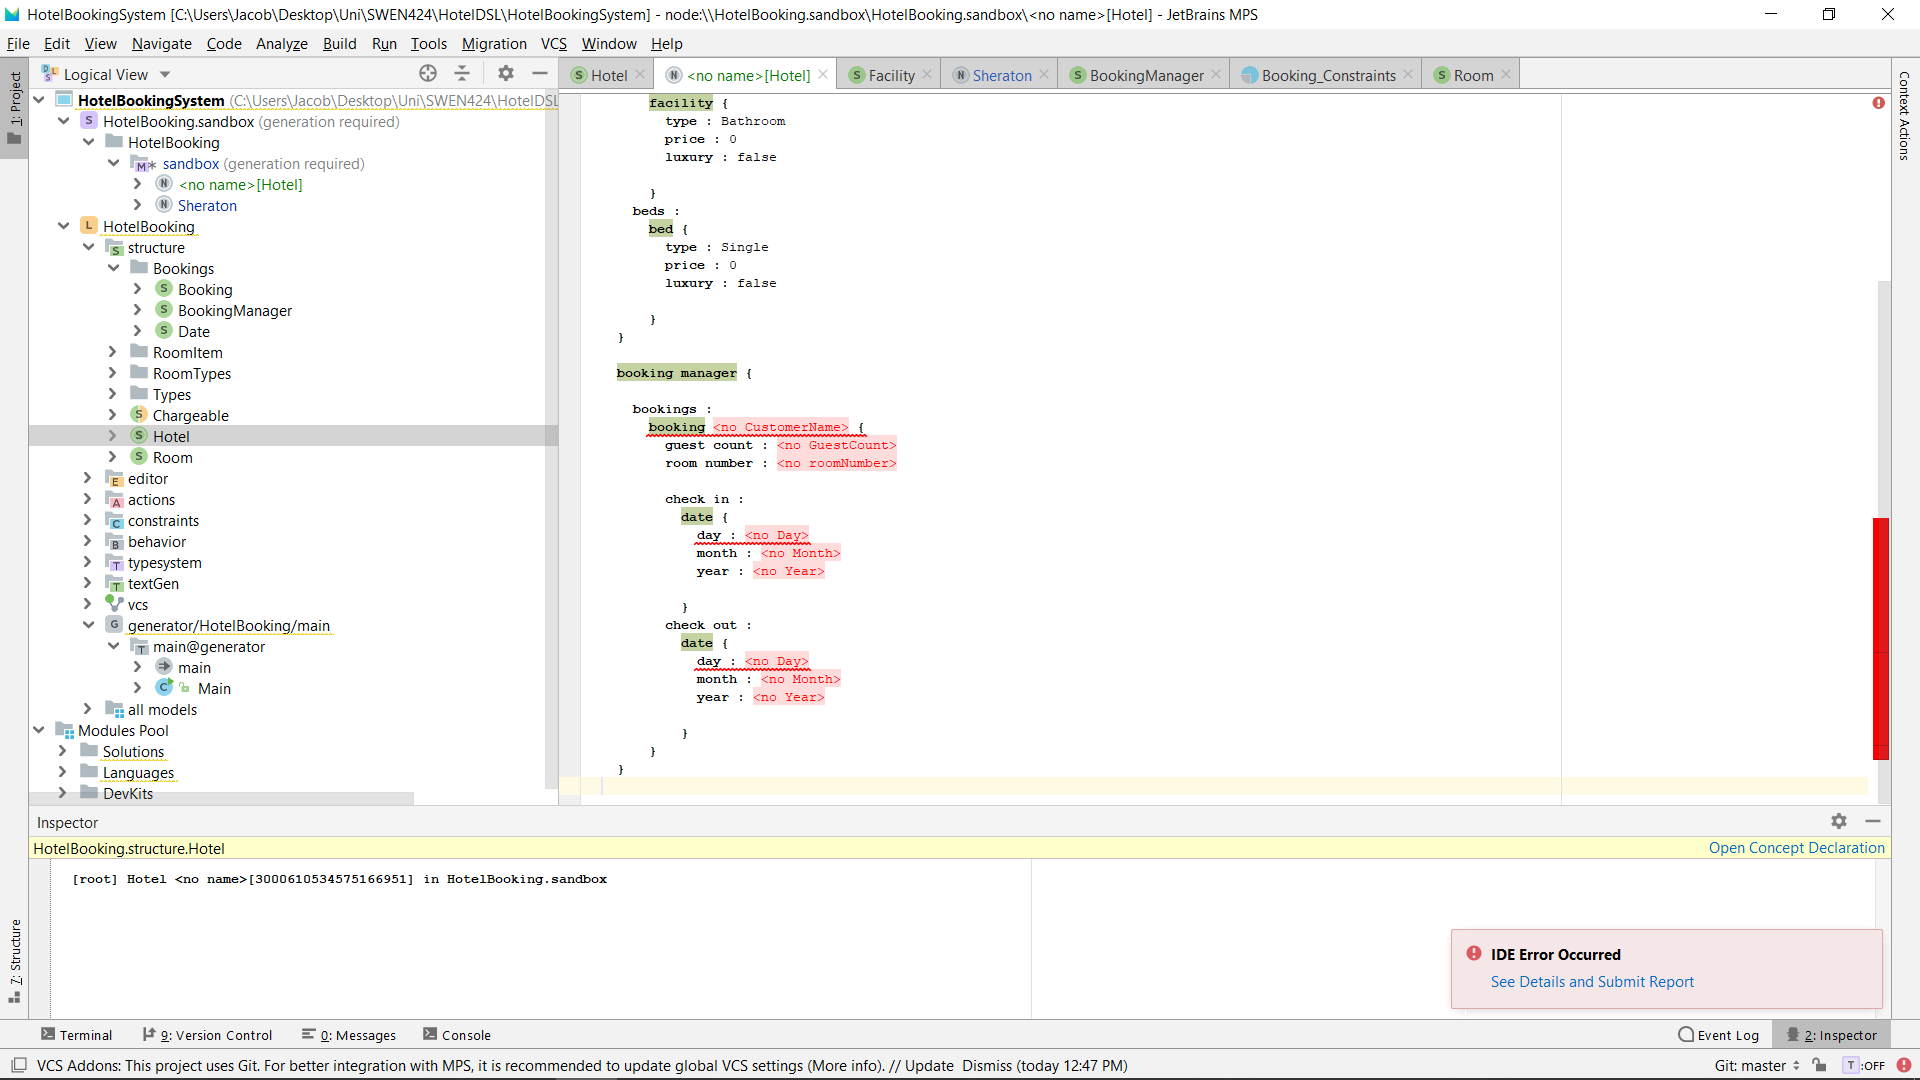 HotelBookingSystem [C:\Users\Jacob\Desktop\Uni\SWEN424\HotelDSL\HotelBookingSystem] - node:\\HotelBooking.sandbox\HotelBooking.sandbox\<no name>[Hotel] - JetBrains MPS
File Edit View Navigate Code Analyze Build Run Tools Migration VCS Window Help
1: Project
Logical View
HotelBookingSystem (C:\Users\Jacob\Desktop\Uni\SWEN424\HotelDSL
HotelBooking.sandbox (generation required)
HotelBooking
sandbox (generation required)
<no name>[Hotel]
Sheraton
HotelBooking
structure
Bookings
Booking
BookingManager
Date
RoomItem
RoomTypes
Types
Chargeable
Hotel
Room
editor
actions
constraints
behavior
typesystem
textGen
vcs
generator/HotelBooking/main
main@generator
main
Main
all models
Modules Pool
Solutions
Languages
DevKits
Hotel <no name>[Hotel] Facility Sheraton BookingManager Booking_Constraints Room
facility {
type : Bathroom
price : 0
luxury : false
}
beds :
bed {
type : Single
price : 0
luxury : false
}
}
booking manager {
bookings :
booking <no CustomerName> {
guest count : <no GuestCount>
room number : <no roomNumber>
check in :
date {
day : <no Day>
month : <no Month>
year : <no Year>
}
check out :
date {
day : <no Day>
month : <no Month>
year : <no Year>
}
}
}
Context Actions
Inspector
HotelBooking.structure.Hotel
Open Concept Declaration
[root] Hotel <no name>[3000610534575166951] in HotelBooking.sandbox
7: Structure
IDE Error Occurred
See Details and Submit Report
Terminal 9: Version Control 0: Messages Console Event Log 2: Inspector
VCS Addons: This project uses Git. For better integration with MPS, it is recommended to update global VCS settings (More info). // Update Dismiss (today 12:47 PM)
Git: master T:OFF